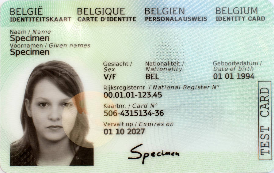 BELGIË BELGIQUE BELGIEN BELGIUM
IDENTITEITSKAART CARTE D'IDENTITE PERSONALAUSWEIS IDENTITY CARD
Naam / Name
Specimen
Voornamen / Given names
Specimen
Geslacht / Nationaliteit / Geboortedatum /
Sex Nationality Date of birth
V/F BEL 01 01 1994
Rijksregisternr. / National Register N°
00.01.01-123.45
Kaartnr. / Card N°
506-4315134-36
Vervalt op / Expires on
01 10 2027
Specimen
TEST CARD